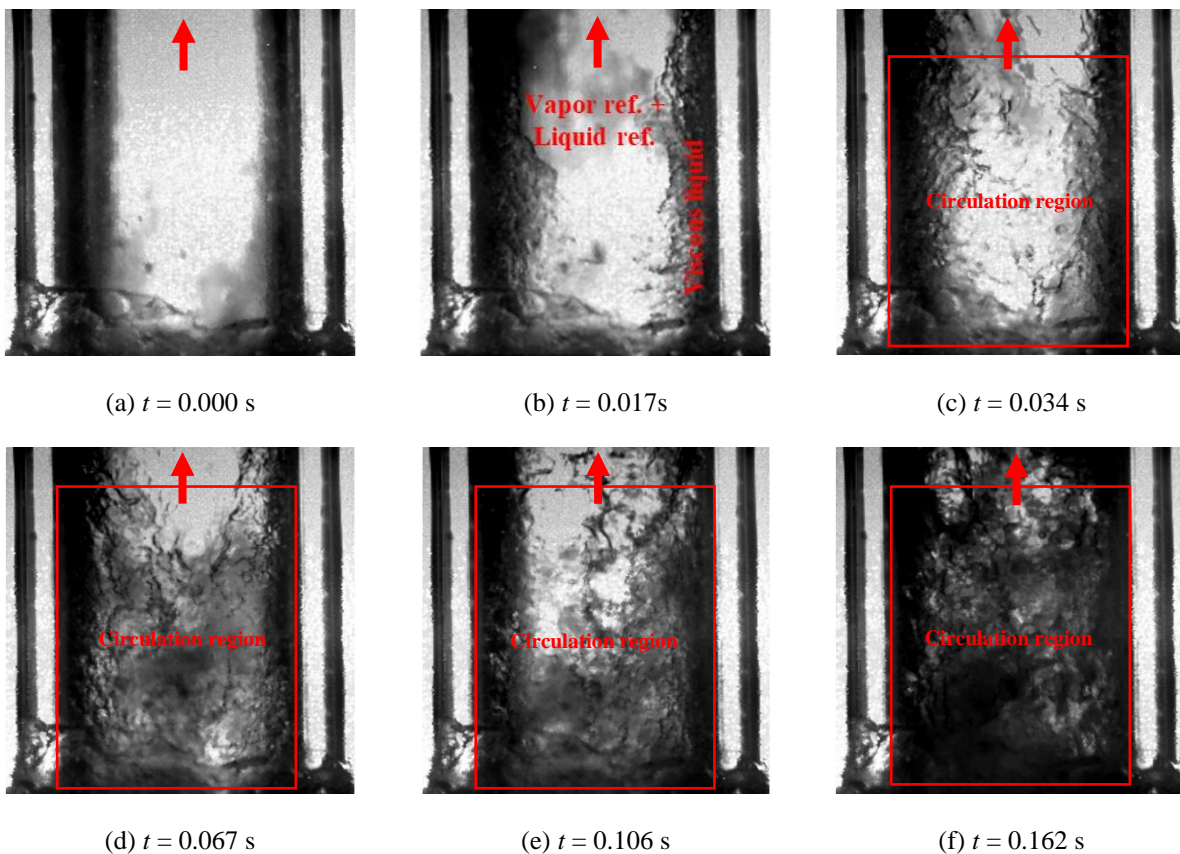 Vapor ref. +
Liquid ref.
Viscous liquid
Circulation region
(a) t = 0.000 s
(b) t = 0.017s
(c) t = 0.034 s
Circulation region
Circulation region
Circulation region
(d) t = 0.067 s
(e) t = 0.106 s
(f) t = 0.162 s